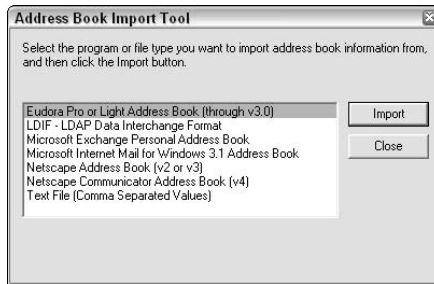 Address Book Import Tool
Select the program or file type you want to import address book information from,
and then click the Import button.
Eudora Pro or Light Address Book (through v3.0)
LDIF - LDAP Data Interchange Format
Microsoft Exchange Personal Address Book
Microsoft Internet Mail for Windows 3.1 Address Book
Netscape Address Book (v2 or v3)
Netscape Communicator Address Book (v4)
Text File (Comma Separated Values)
Import
Close